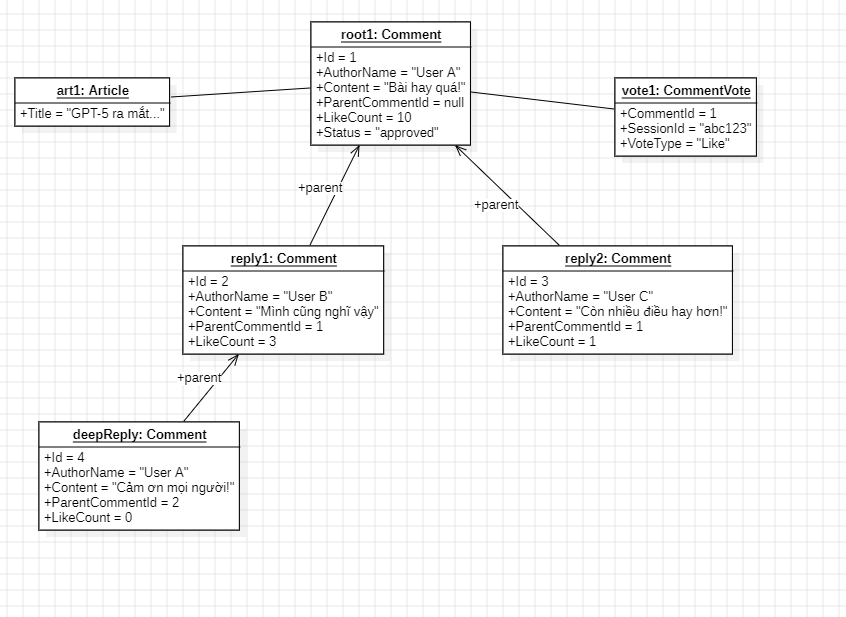 root1: Comment
+Id = 1
+AuthorName = "User A"
+Content = "Bài hay quá!"
+ParentCommentId = null
+LikeCount = 10
+Status = "approved"
art1: Article
+Title = "GPT-5 ra mắt..."
vote1: CommentVote
+CommentId = 1
+SessionId = "abc123"
+VoteType = "Like"
+parent
+parent
reply1: Comment
+Id = 2
+AuthorName = "User B"
+Content = "Mình cũng nghĩ vậy"
+ParentCommentId = 1
+LikeCount = 3
reply2: Comment
+Id = 3
+AuthorName = "User C"
+Content = "Còn nhiều điều hay hơn!"
+ParentCommentId = 1
+LikeCount = 1
+parent
deepReply: Comment
+Id = 4
+AuthorName = "User A"
+Content = "Cảm ơn mọi người!"
+ParentCommentId = 2
+LikeCount = 0